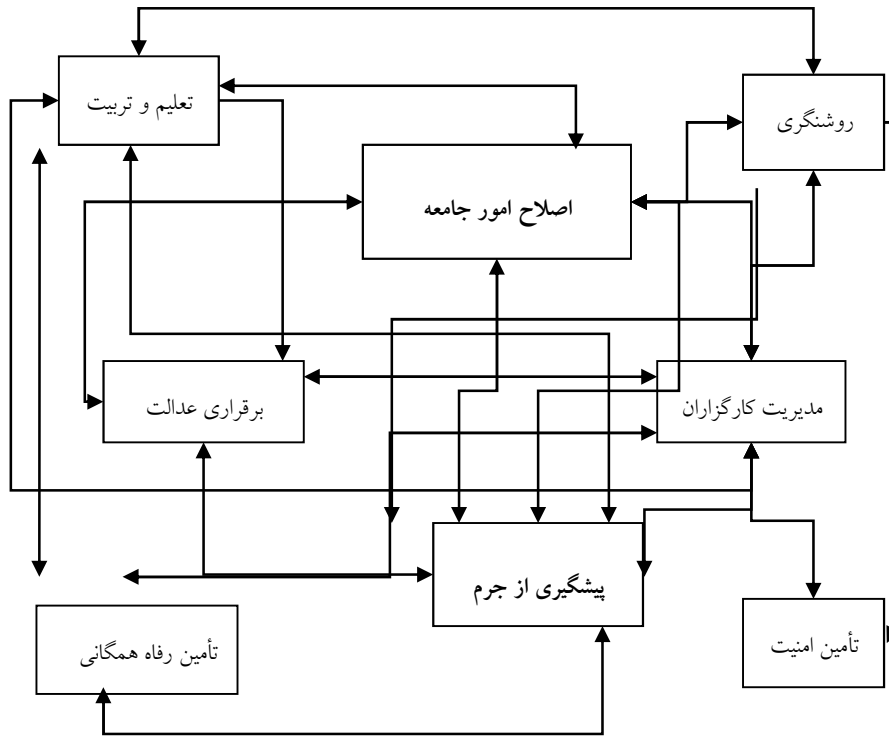 تعلیم و تربیت
روشنگری
اصلاح امور جامعه
برقراری عدالت
مدیریت کارگزاران
پیشگیری از جرم
تأمین رفاه همگانی
تأمین امنیت